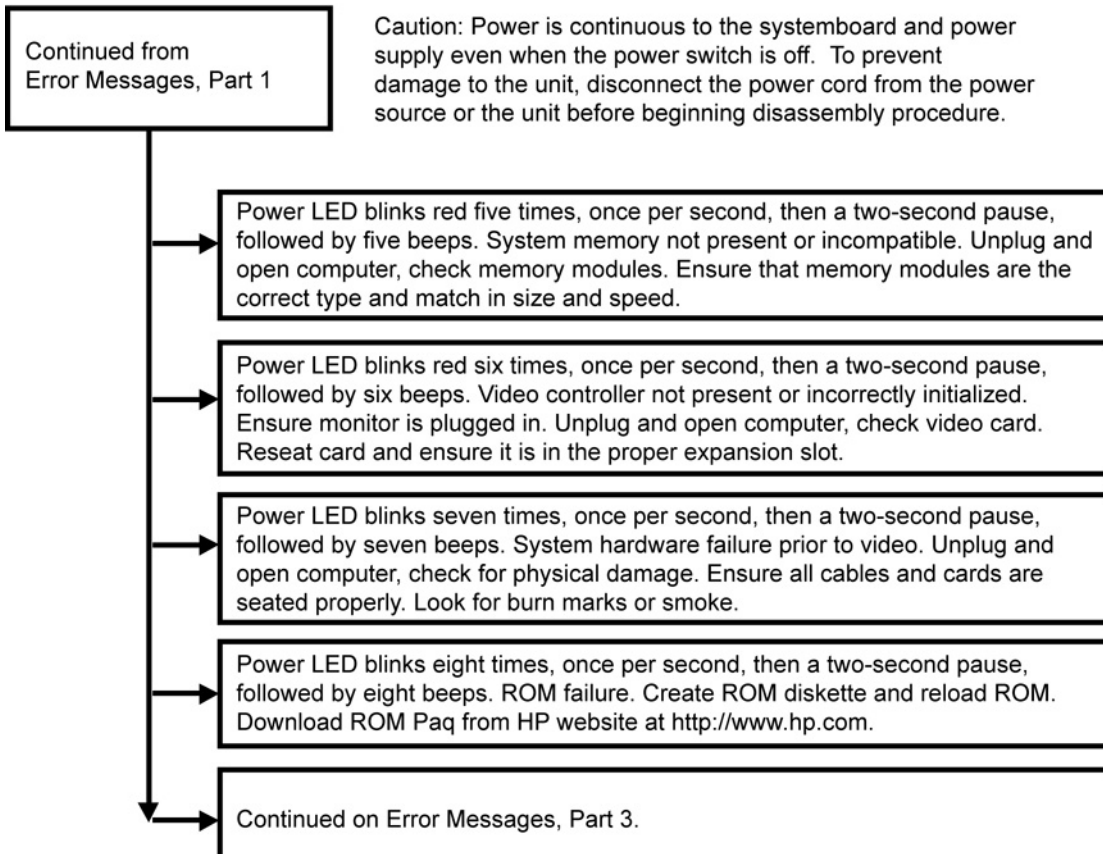 Continued from
Error Messages, Part 1
Caution: Power is continuous to the systemboard and power
supply even when the power switch is off. To prevent
damage to the unit, disconnect the power cord from the power
source or the unit before beginning disassembly procedure.
Power LED blinks red five times, once per second, then a two-second pause,
followed by five beeps. System memory not present or incompatible. Unplug and
open computer, check memory modules. Ensure that memory modules are the
correct type and match in size and speed.
Power LED blinks red six times, once per second, then a two-second pause,
followed by six beeps. Video controller not present or incorrectly initialized.
Ensure monitor is plugged in. Unplug and open computer, check video card.
Reseat card and ensure it is in the proper expansion slot.
Power LED blinks seven times, once per second, then a two-second pause,
followed by seven beeps. System hardware failure prior to video. Unplug and
open computer, check for physical damage. Ensure all cables and cards are
seated properly. Look for burn marks or smoke.
Power LED blinks eight times, once per second, then a two-second pause,
followed by eight beeps. ROM failure. Create ROM diskette and reload ROM.
Download ROM Paq from HP website at http://www.hp.com.
Continued on Error Messages, Part 3.